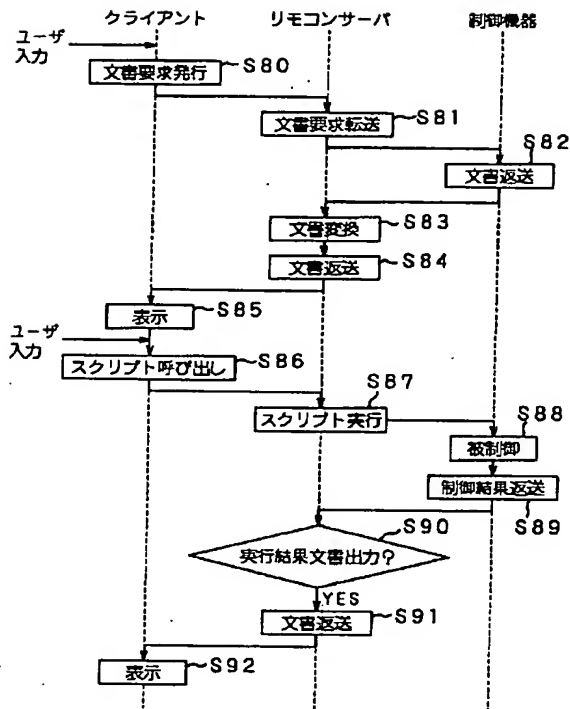 クライアント リモコンサーバ 制御機器
ユーザ
入力
文書要求発行 S80
文書要求転送 S81
S82
文書返送
文書変換 S83
文書返送 S84
表示 S85
ユーザ
入力
スクリプト呼び出し S86
S87
スクリプト実行
S88
被制御
制御結果返送
S89
S90
実行結果文書出力?
YES
文書返送 S91
表示 S92